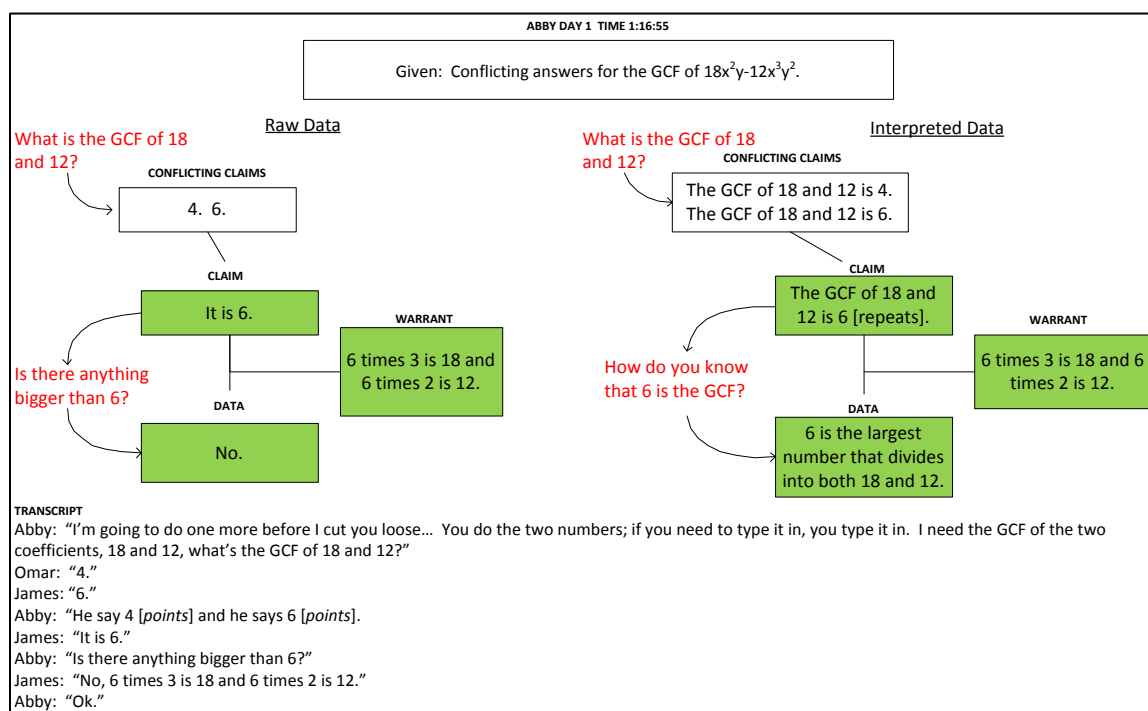 ABBY DAY 1 TIME 1:16:55
Given: Conflicting answers for the GCF of 18x²y-12x³y².
Raw Data
What is the GCF of 18
and 12?
CONFLICTING CLAIMS
4. 6.
CLAIM
It is 6.
WARRANT
6 times 3 is 18 and
6 times 2 is 12.
Is there anything
bigger than 6?
DATA
No.
Interpreted Data
What is the GCF of 18
and 12?
CONFLICTING CLAIMS
The GCF of 18 and 12 is 4.
The GCF of 18 and 12 is 6.
CLAIM
The GCF of 18 and
12 is 6 [repeats].
WARRANT
6 times 3 is 18 and 6
times 2 is 12.
How do you know
that 6 is the GCF?
DATA
6 is the largest
number that divides
into both 18 and 12.
TRANSCRIPT
Abby: “I’m going to do one more before I cut you loose… You do the two numbers; if you need to type it in, you type it in. I need the GCF of the two
coefficients, 18 and 12, what’s the GCF of 18 and 12?”
Omar: “4.”
James: “6.”
Abby: “He say 4 [points] and he says 6 [points].
James: “It is 6.”
Abby: “Is there anything bigger than 6?”
James: “No, 6 times 3 is 18 and 6 times 2 is 12.”
Abby: “Ok.”